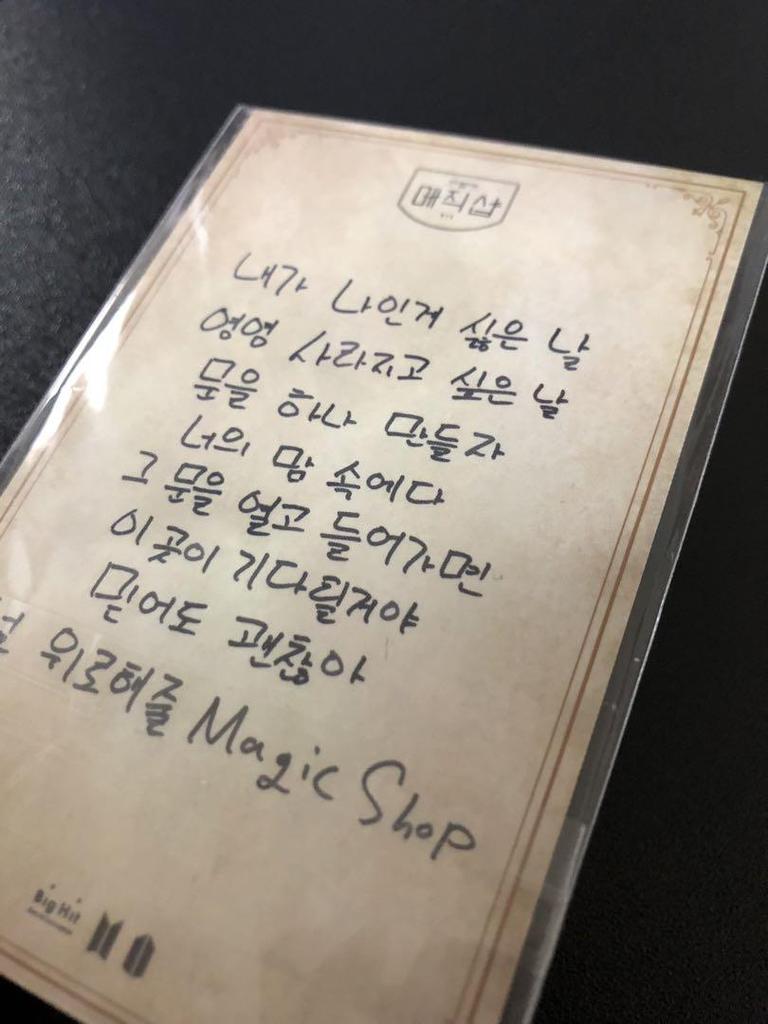 매직샵
내가 나인게 싫은 날
영영 사라지고 싶은 날
문을 하나 만들자
너의 맘 속에다
그 문을 열고 들어가면
이 곳이 기다릴거야
믿어도 괜찮아
널 위로해줄 Magic Shop
Big Hit